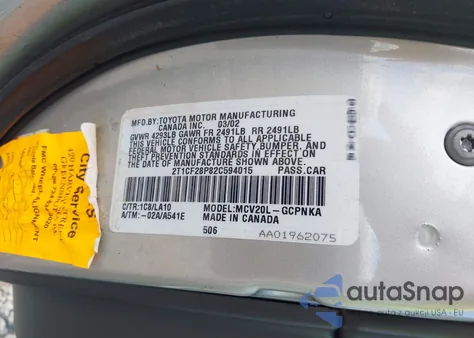 MFD.BY:TOYOTA MOTOR MANUFACTURING
CANADA INC. 03/02
GVWR 4293LB GAWR FR 2491LB RR 2491LB
THIS VEHICLE CONFORMS TO ALL APPLICABLE
FEDERAL MOTOR VEHICLE SAFETY,BUMPER, AND
THEFT PREVENTION STANDARDS IN EFFECT ON
THE DATE OF MANUFACTURE SHOWN ABOVE.
2T1CF28P82C594015 PASS.CAR
C/TR:1C8/LA10 MODEL:MCV20L-GCPNKA
A/TM:-02A/A541E MADE IN CANADA
506
AA01962075
City Service
autoSnap